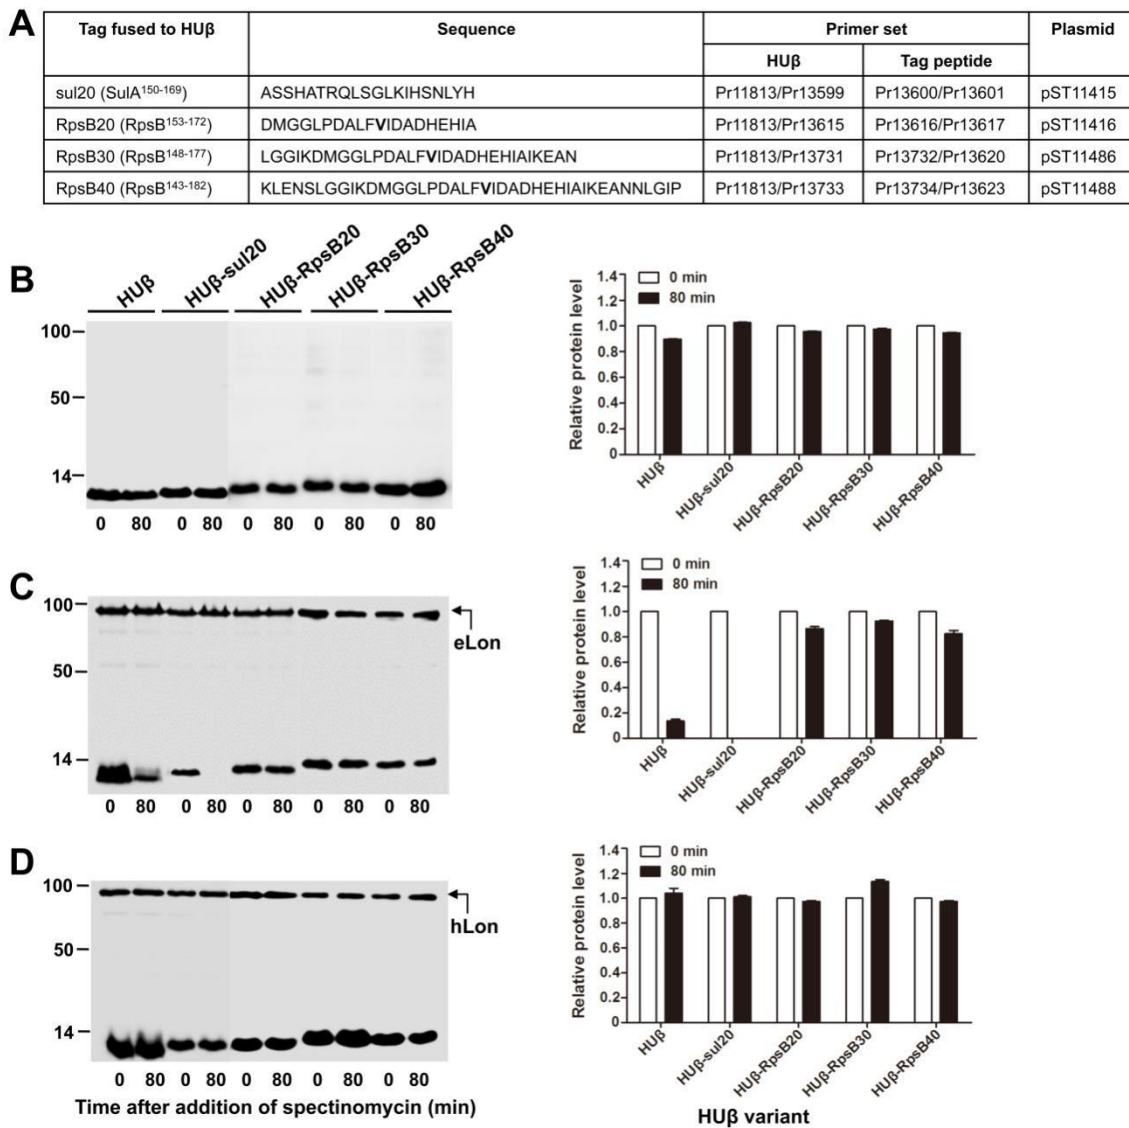 A
Tag fused to HUβ Sequence Primer set Plasmid
HUβ Tag peptide
sul20 (SulA150-169) ASSHATRQLSGLKIHSNLYH Pr11813/Pr13599 Pr13600/Pr13601 pST11415
RpsB20 (RpsB153-172) DMGGLPDALFVIDADHEHIA Pr11813/Pr13615 Pr13616/Pr13617 pST11416
RpsB30 (RpsB148-177) LGGIKDMGGLPDALFVIDADHEHIAIKEAN Pr11813/Pr13731 Pr13732/Pr13620 pST11486
RpsB40 (RpsB143-182) KLENSLGGIKDMGGLPDALFVIDADHEHIAIKEANNLGIP Pr11813/Pr13733 Pr13734/Pr13623 pST11488
B
HUβ
HUβ-sul20
HUβ-RpsB20
HUβ-RpsB30
HUβ-RpsB40
100
50
14
0 80 0 80 0 80 0 80 0 80
Relative protein level
1.4
1.2
1.0
0.8
0.6
0.4
0.2
0
0 min
80 min
HUβ
HUβ-sul20
HUβ-RpsB20
HUβ-RpsB30
HUβ-RpsB40
C
100
50
14
eLon
0 80 0 80 0 80 0 80 0 80
Relative protein level
1.4
1.2
1.0
0.8
0.6
0.4
0.2
0
0 min
80 min
HUβ
HUβ-sul20
HUβ-RpsB20
HUβ-RpsB30
HUβ-RpsB40
D
100
50
14
hLon
0 80 0 80 0 80 0 80 0 80
Time after addition of spectinomycin (min)
Relative protein level
1.4
1.2
1.0
0.8
0.6
0.4
0.2
0
0 min
80 min
HUβ
HUβ-sul20
HUβ-RpsB20
HUβ-RpsB30
HUβ-RpsB40
HUβ variant